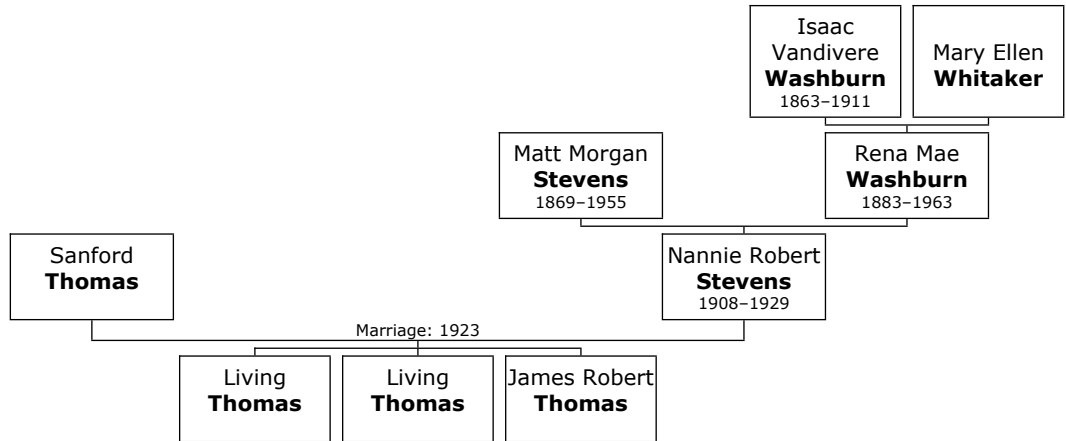 Isaac
Vandivere
Washburn
1863–1911
Mary Ellen
Whitaker
Matt Morgan
Stevens
1869–1955
Rena Mae
Washburn
1883–1963
Sanford
Thomas
Nannie Robert
Stevens
1908–1929
Marriage: 1923
Living
Thomas
Living
Thomas
James Robert
Thomas